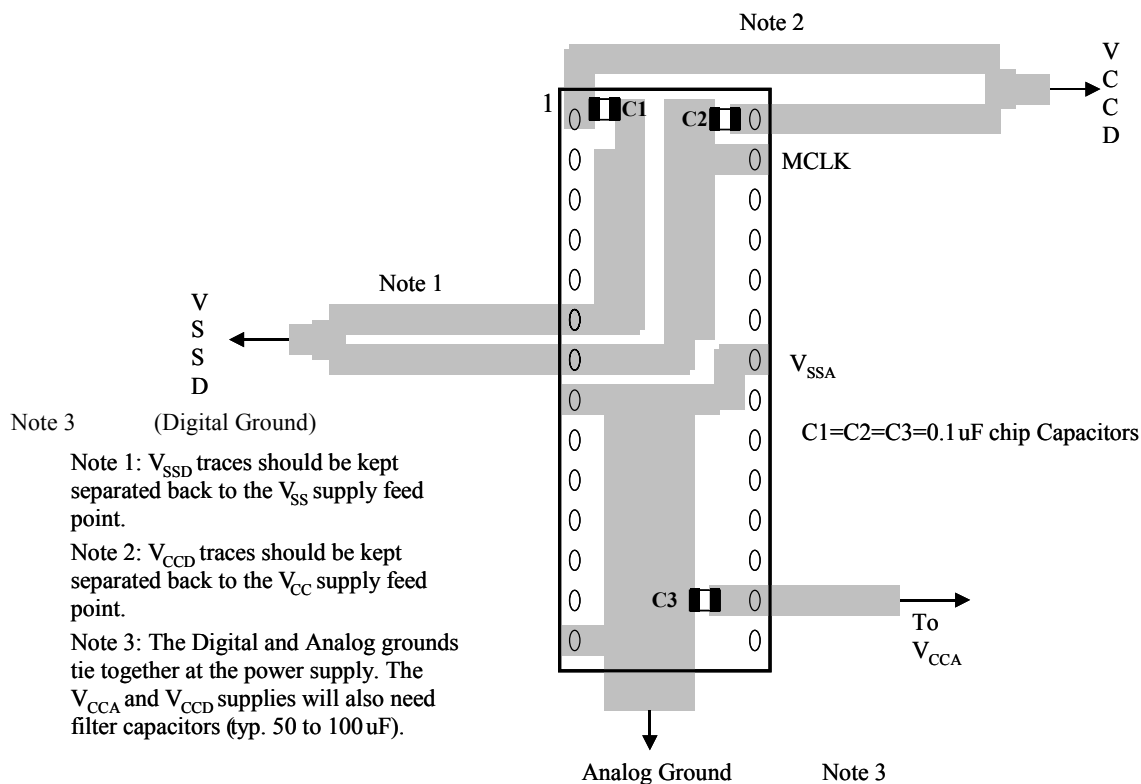 Note 2
V
C
C
D
1
C1
C2
MCLK
Note 1
V
S
S
D
VSSA
Note 3 (Digital Ground)
C1=C2=C3=0.1uF chip Capacitors
Note 1: VSSD traces should be kept
separated back to the VSS supply feed
point.
Note 2: VCCD traces should be kept
separated back to the VCC supply feed
point.
Note 3: The Digital and Analog grounds
tie together at the power supply. The
VCCA and VCCD supplies will also need
filter capacitors (typ. 50 to 100uF).
C3
To
VCCA
Analog Ground Note 3